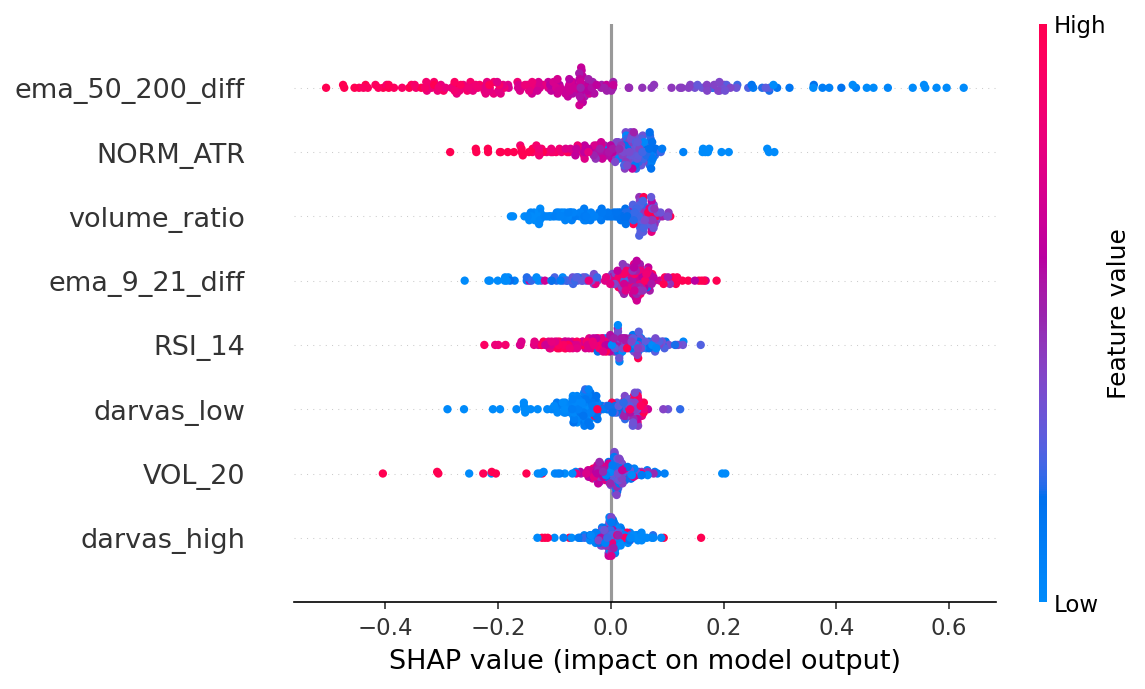 High
ema_50_200_diff
NORM_ATR
volume_ratio
ema_9_21_diff
RSI_14
darvas_low
VOL_20
darvas_high
Feature value
Low
−0.4 −0.2 0.0 0.2 0.4 0.6
SHAP value (impact on model output)